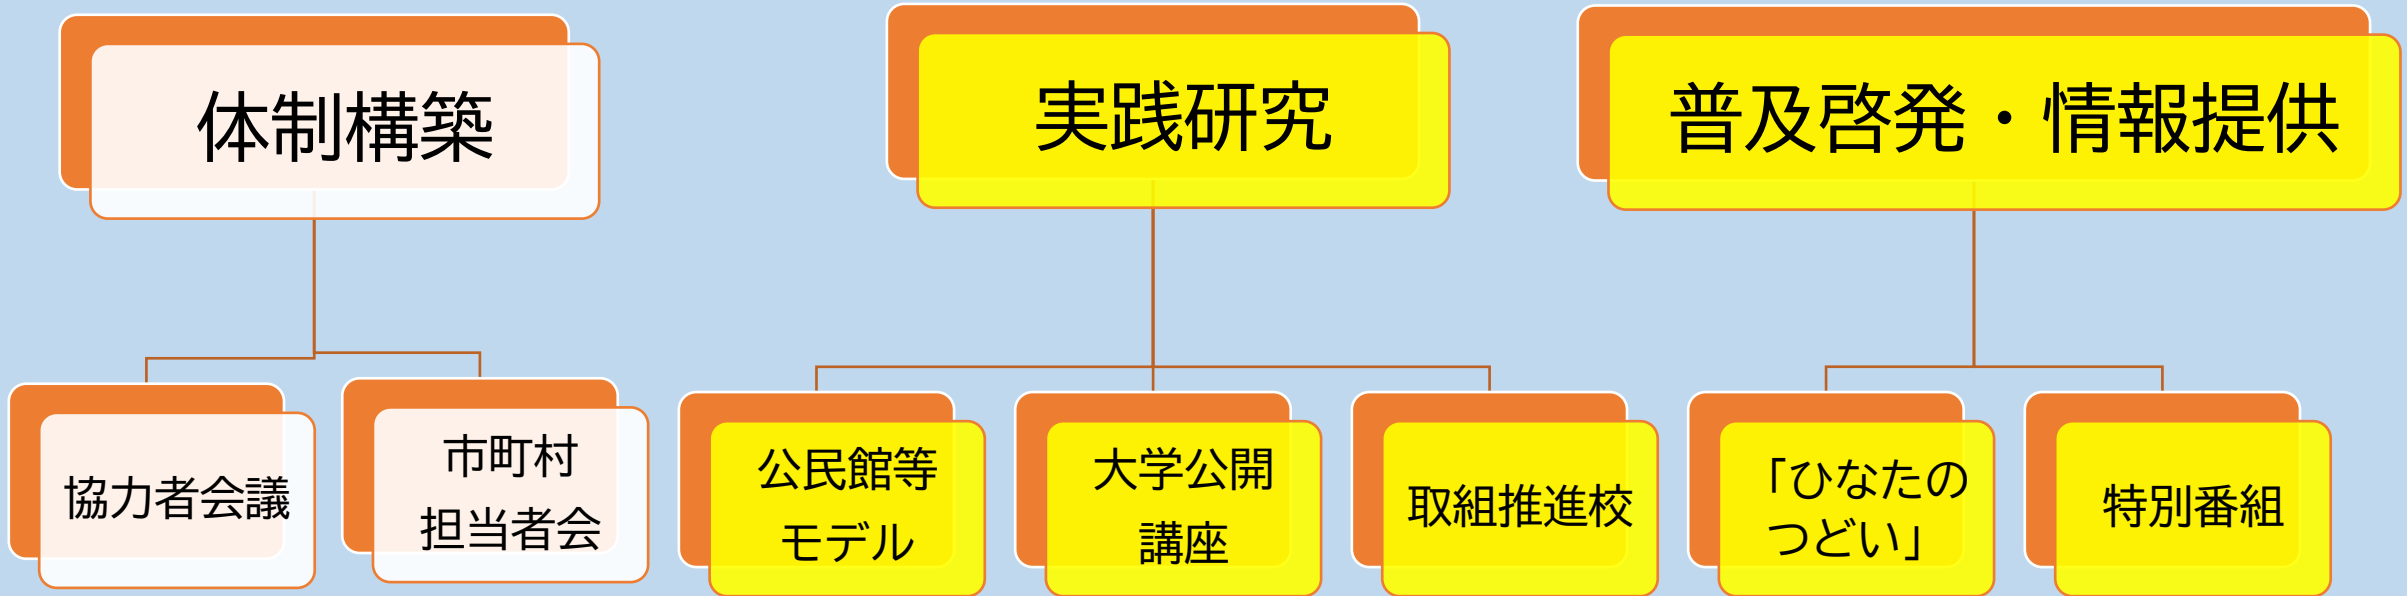 体制構築
実践研究
普及啓発・情報提供
協力者会議
市町村
担当者会
公民館等
モデル
大学公開
講座
取組推進校
「ひなたの
つどい」
特別番組